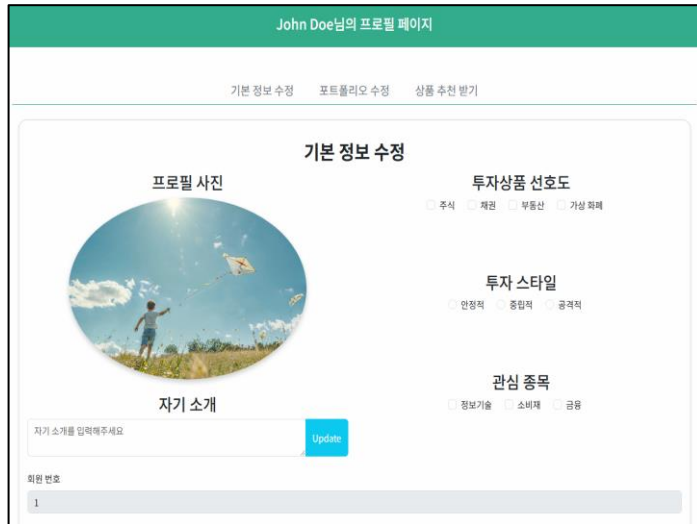 John Doe님의 프로필 페이지
기본 정보 수정 포트폴리오 수정 상품 추천 받기
기본 정보 수정
프로필 사진
자기 소개
자기 소개를 입력해주세요
Update
투자상품 선호도
주식 채권 부동산 가상 화폐
투자 스타일
안정적 중립적 공격적
관심 종목
정보기술 소비재 금융
회원 번호
1